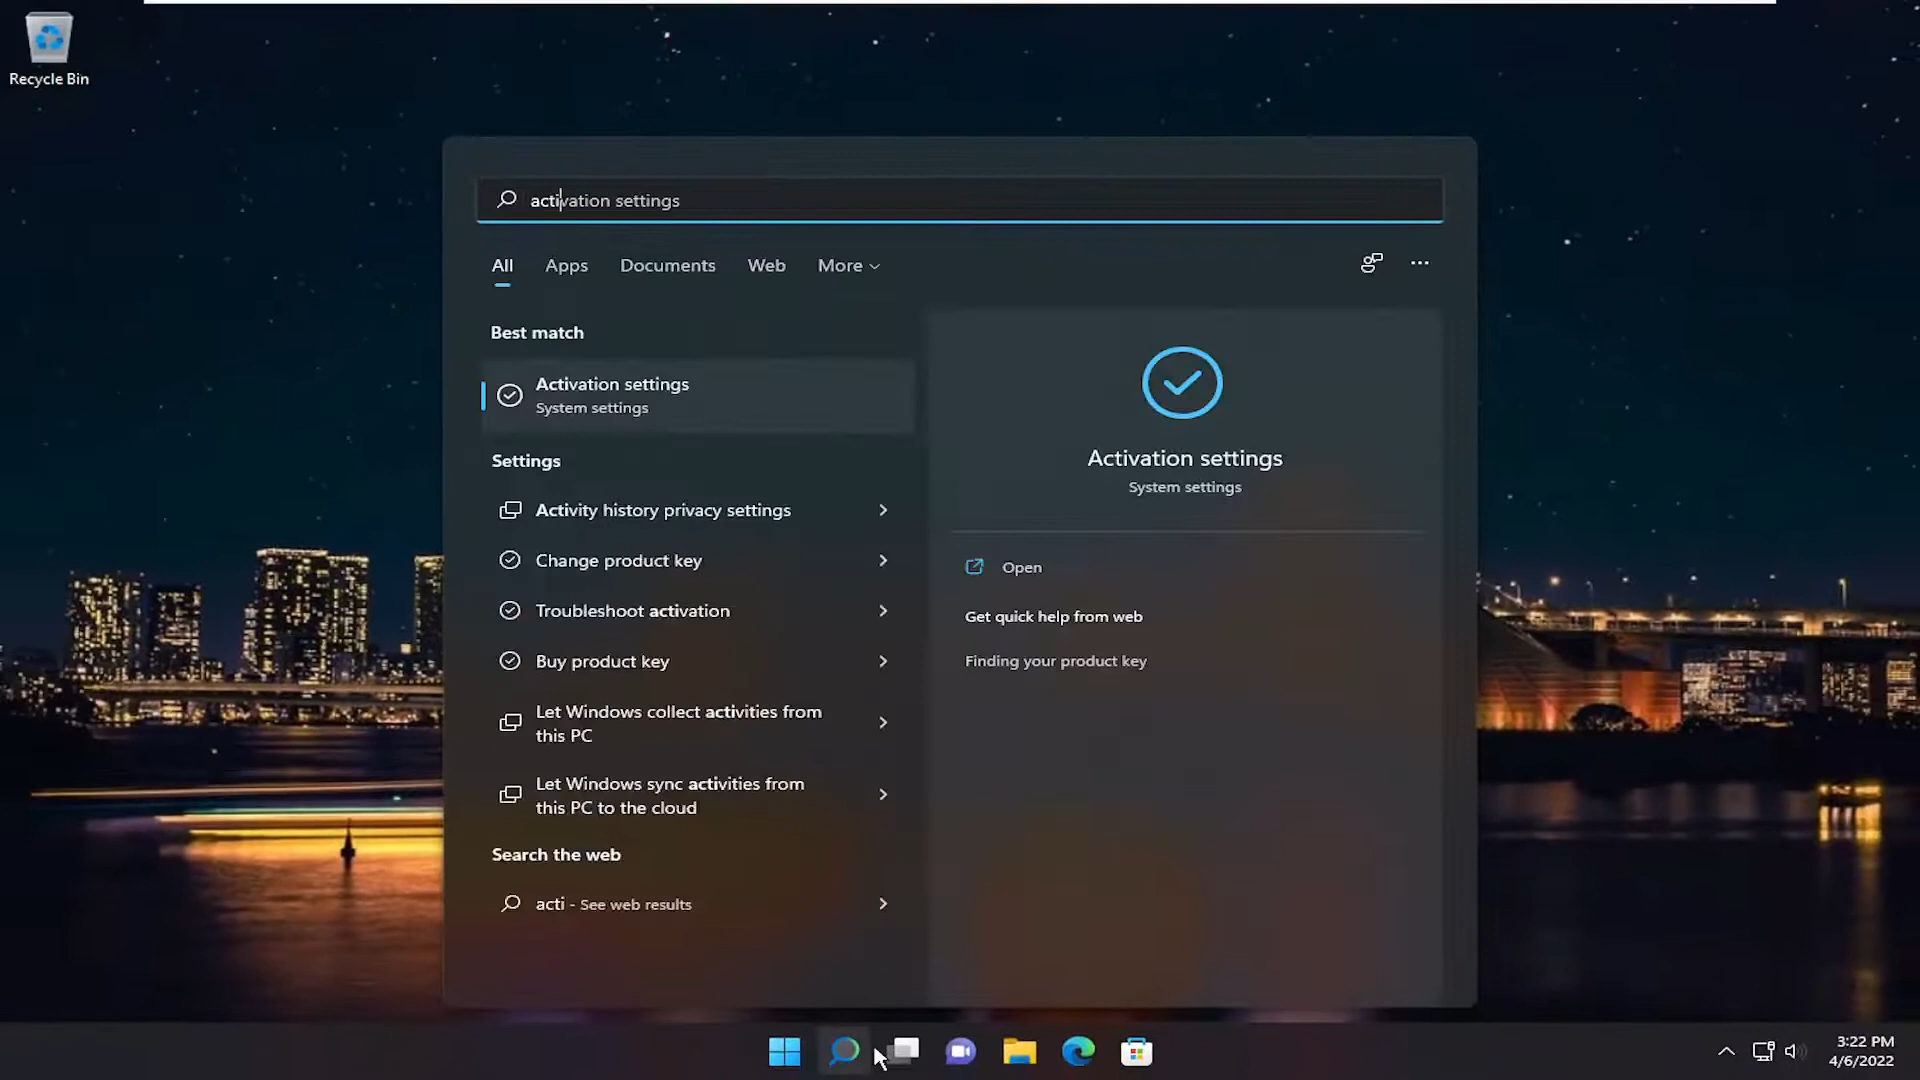 Recycle Bin
activation settings
All Apps Documents Web More
Best match
Activation settings
System settings
Settings
Activity history privacy settings
Change product key
Troubleshoot activation
Buy product key
Let Windows collect activities from
this PC
Let Windows sync activities from
this PC to the cloud
Search the web
acti - See web results
Activation settings
System settings
Open
Get quick help from web
Finding your product key
3:22 PM
4/6/2022